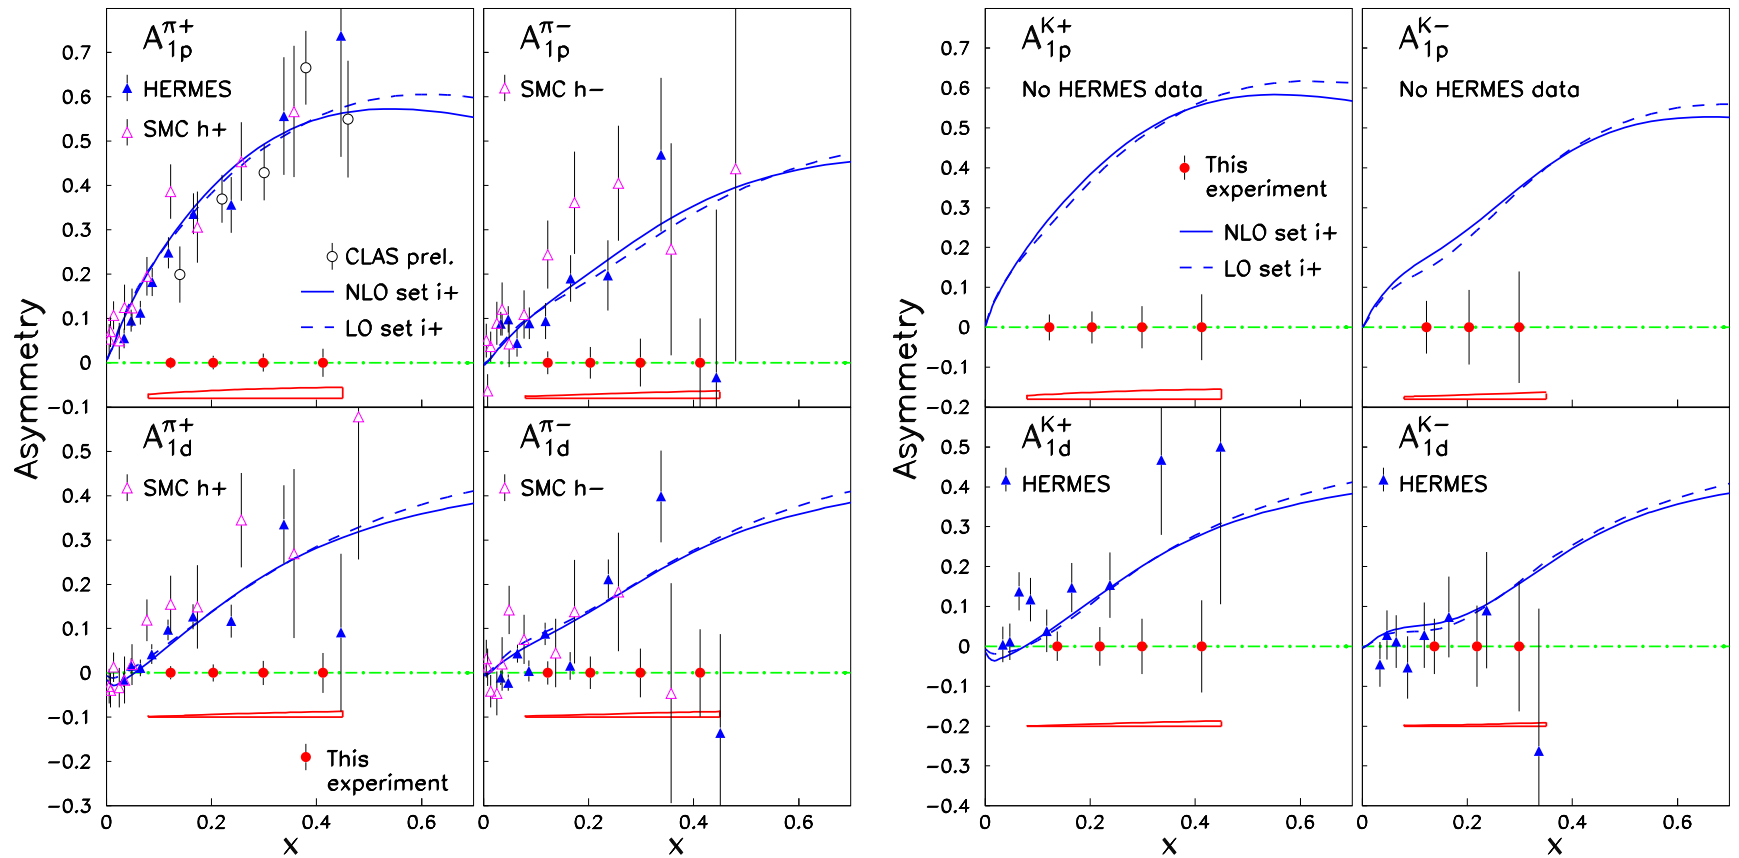 A1p π+
HERMES
SMC h+
CLAS prel.
NLO set i+
LO set i+
A1p π−
SMC h−
A1d π+
SMC h+
This
experiment
A1d π−
SMC h−
Asymmetry
0.7
0.6
0.5
0.4
0.3
0.2
0.1
0
−0.1
0.5
0.4
0.3
0.2
0.1
0
−0.1
−0.2
−0.3
0
0.2
0.4
0.6
x
0
0.2
0.4
0.6
x
A1p K+
No HERMES data
This
experiment
NLO set i+
LO set i+
A1p K−
No HERMES data
A1d K+
HERMES
A1d K−
HERMES
Asymmetry
0.7
0.6
0.5
0.4
0.3
0.2
0.1
0
−0.1
−0.2
0.5
0.4
0.3
0.2
0.1
0
−0.1
−0.2
−0.3
−0.4
0
0.2
0.4
0.6
x
0
0.2
0.4
0.6
x